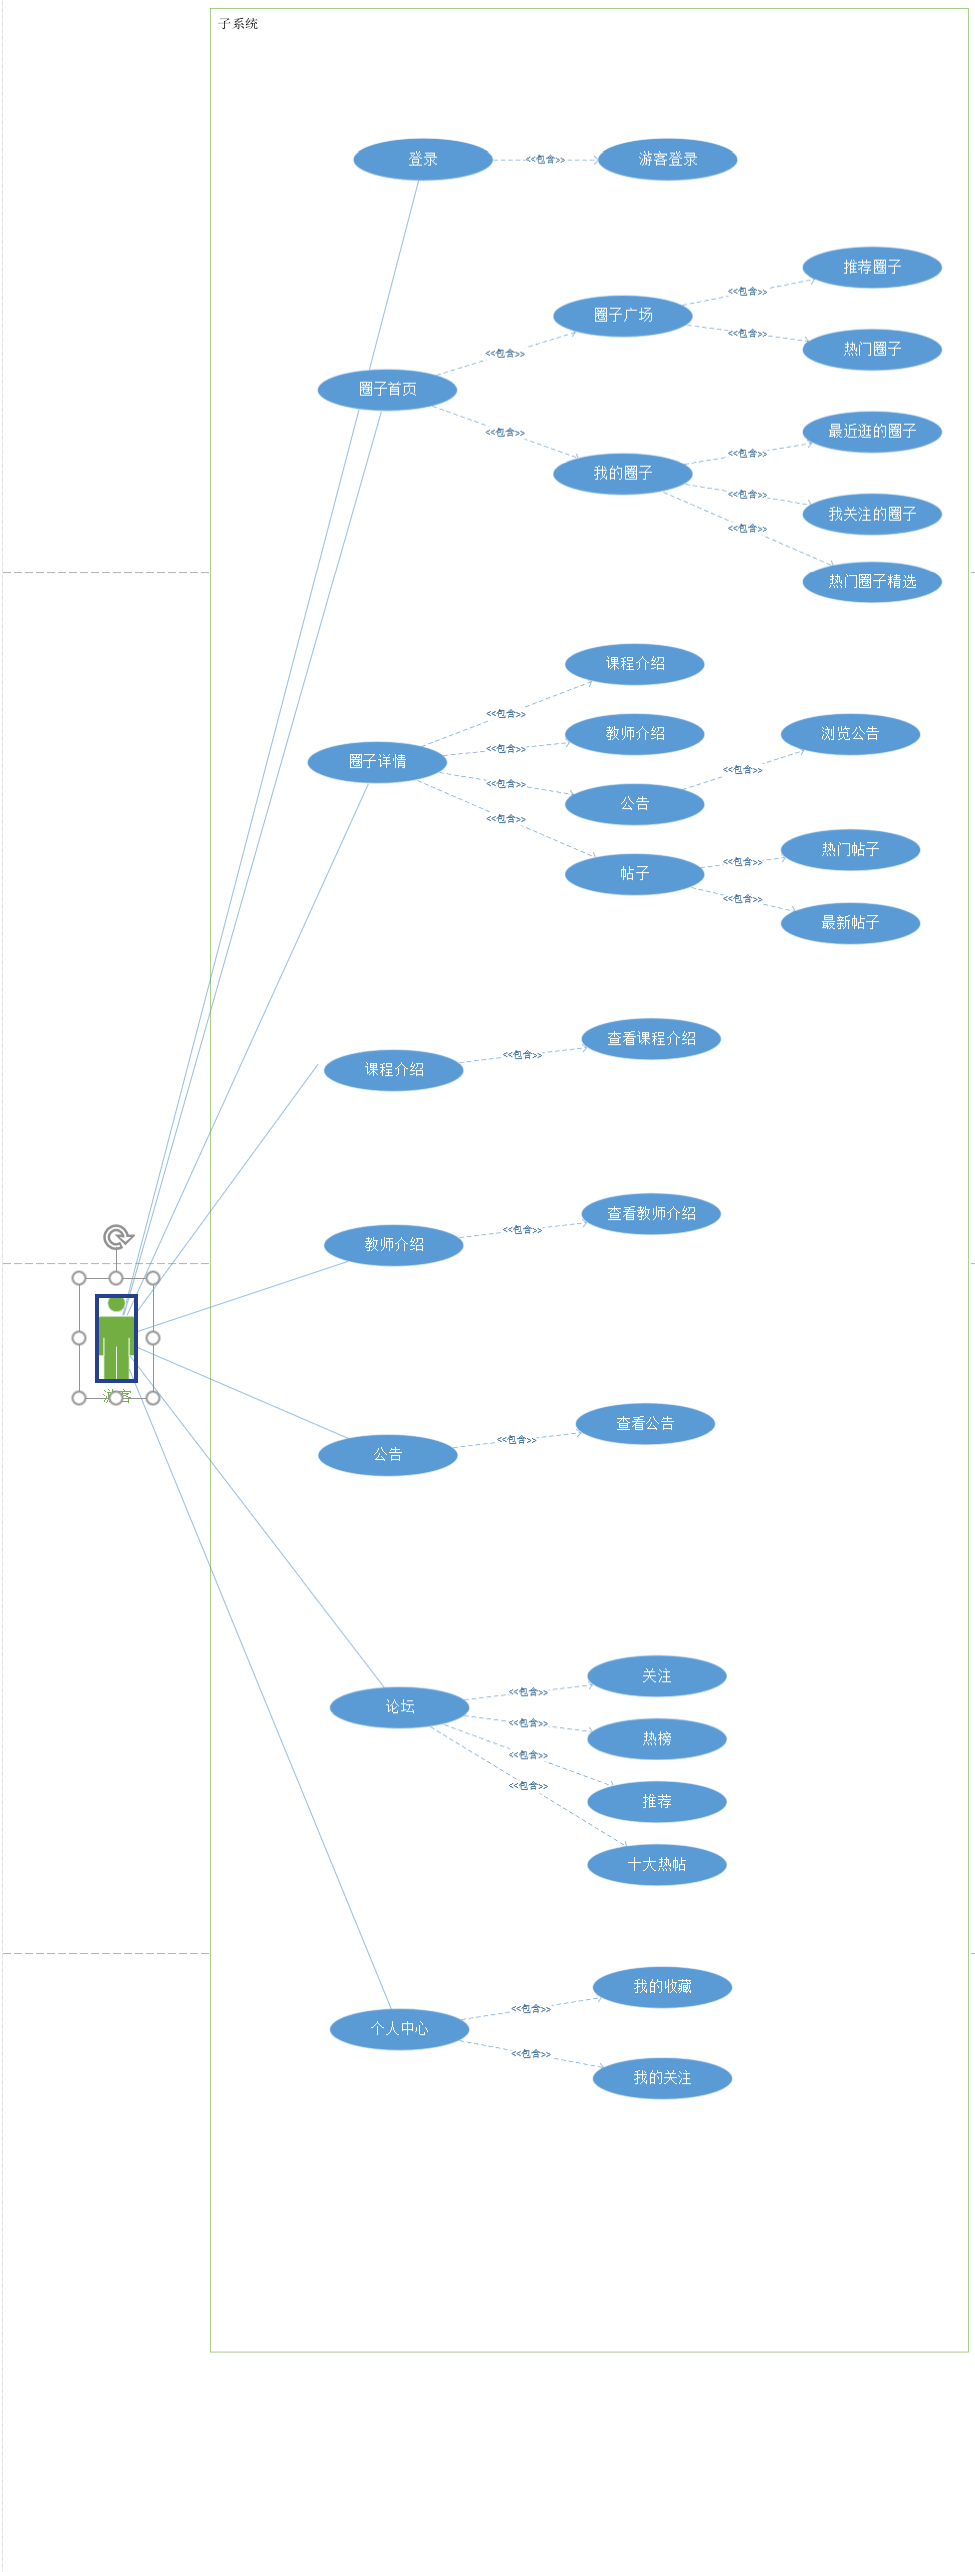 子系统
登录
<<包含>>
游客登录
推荐圈子
<<包含>>
圈子广场
<<包含>>
热门圈子
<<包含>>
圈子首页
最近逛的圈子
<<包含>>
<<包含>>
我的圈子
<<包含>>
我关注的圈子
<<包含>>
热门圈子精选
课程介绍
<<包含>>
教师介绍
浏览公告
<<包含>>
圈子详情
<<包含>>
<<包含>>
公告
<<包含>>
热门帖子
<<包含>>
帖子
<<包含>>
最新帖子
查看课程介绍
<<包含>>
课程介绍
查看教师介绍
<<包含>>
教师介绍
游客
查看公告
<<包含>>
公告
关注
<<包含>>
论坛
<<包含>>
热榜
<<包含>>
<<包含>>
推荐
十大热帖
我的收藏
<<包含>>
个人中心
<<包含>>
我的关注